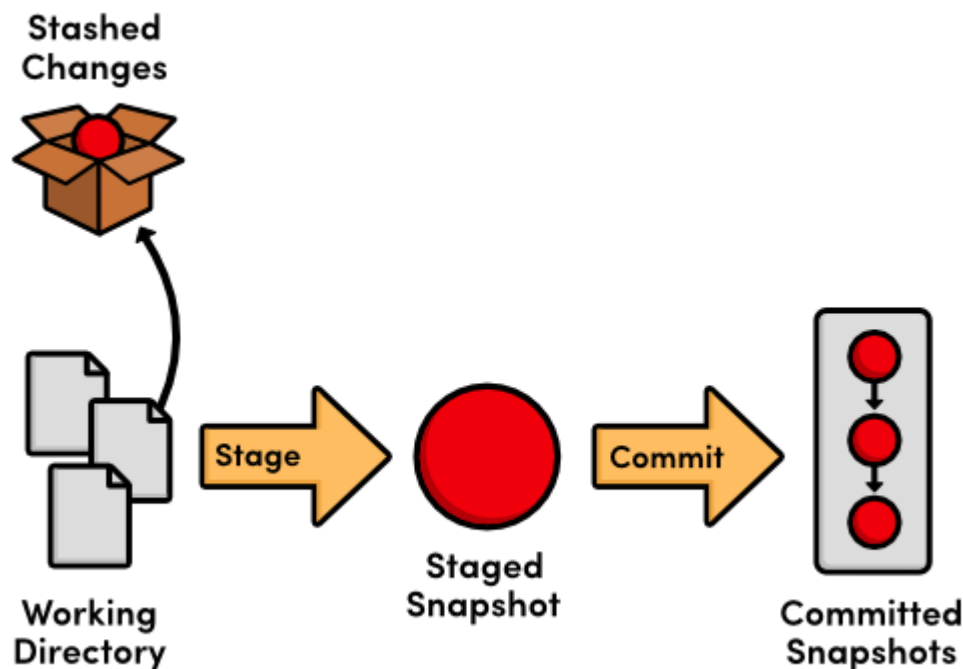 Stashed
Changes
Stage
Commit
Staged
Snapshot
Working
Directory
Committed
Snapshots